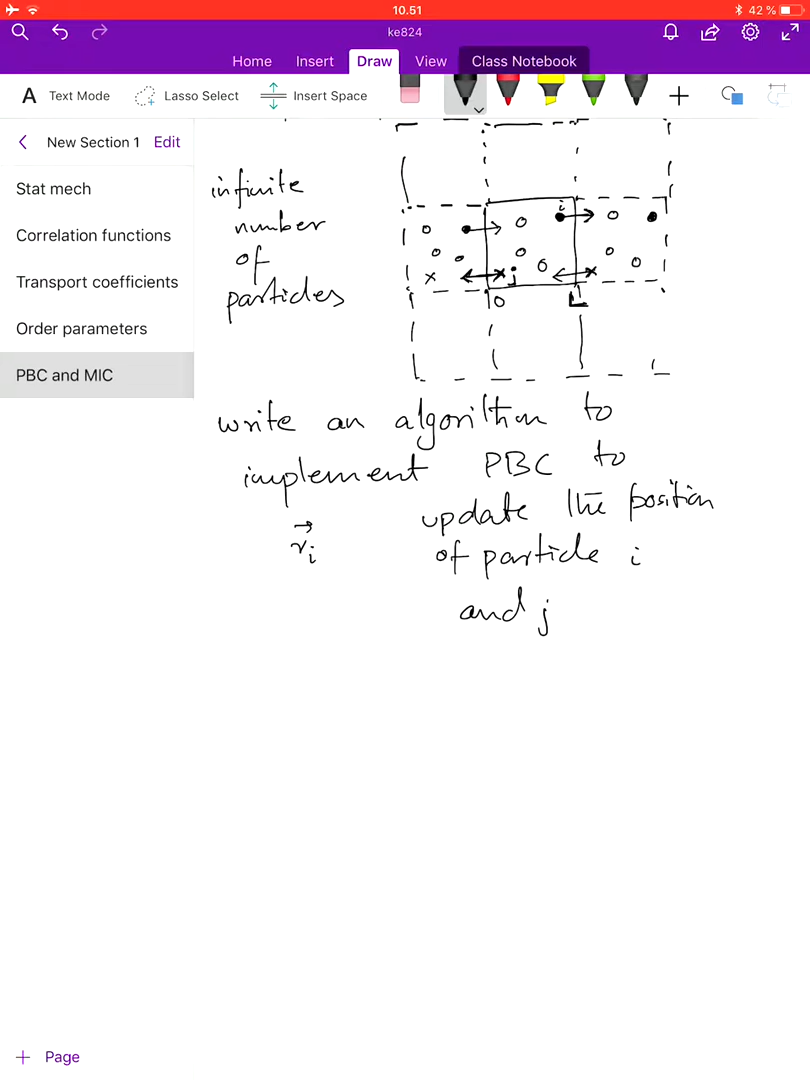 10.51
42 %
ke824
Home Insert Draw View Class Notebook
A Text Mode Lasso Select Insert Space
New Section 1 Edit
Stat mech
Correlation functions
Transport coefficients
Order parameters
PBC and MIC
infinite
number
of
particles
i
x j x
0 L
write an algorithm to
implement PBC to
update the position
r⃗i of particle i
and j
+ Page